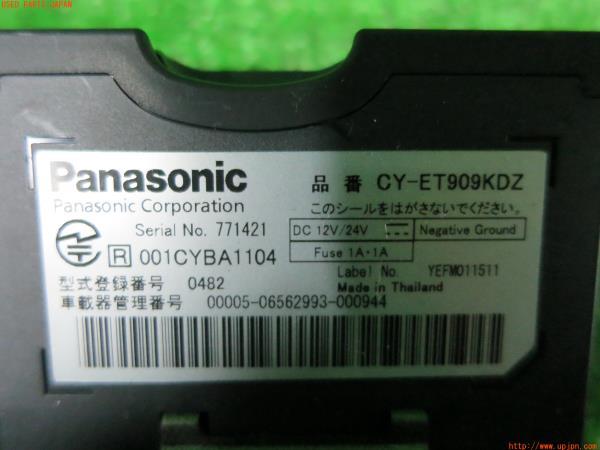 USED PARTS JAPAN
Panasonic
品番 CY-ET909KDZ
Panasonic Corporation
このシールをはがさないでください。
Serial No. 771421
DC 12V/24V
Negative Ground
Fuse 1A・1A
R 001CYBA1104
Label No. YEFM011511
型式登録番号 0482
Made in Thailand
車載器管理番号 00005-06562993-000944
http://www.upjpn.com/